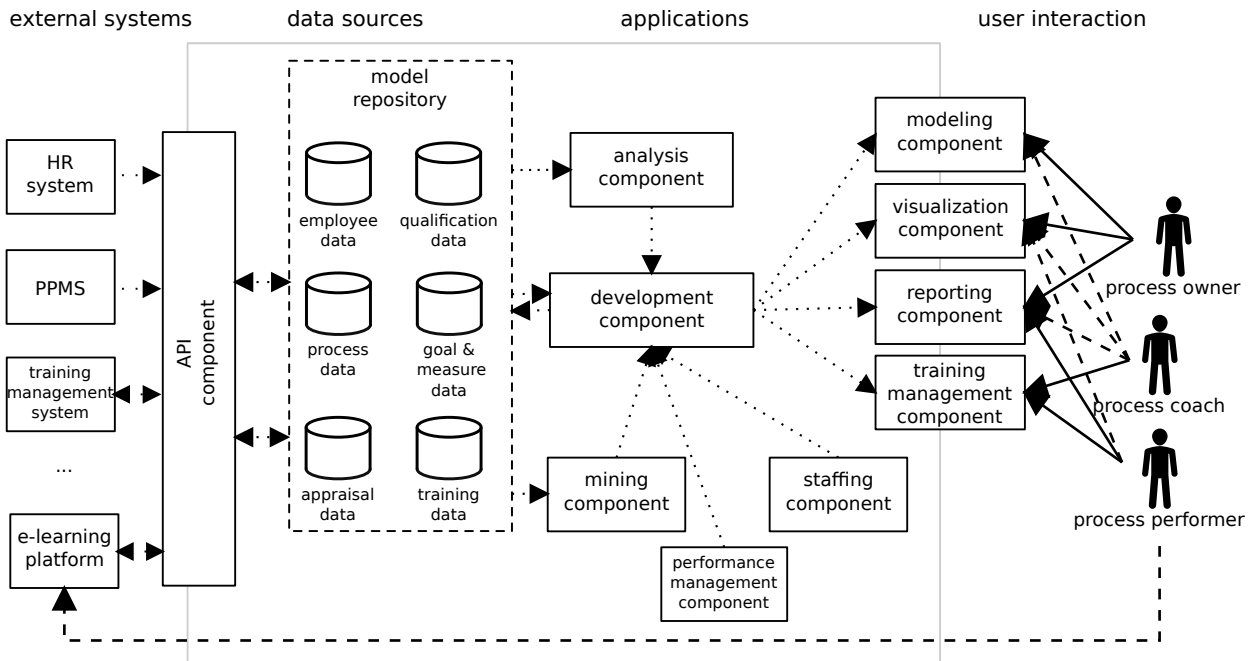 external systems
data sources
applications
user interaction
model
repository
HR
system
PPMS
training
management
system
...
e-learning
platform
API
component
employee
data
qualification
data
process
data
goal &
measure
data
appraisal
data
training
data
analysis
component
development
component
mining
component
staffing
component
performance
management
component
modeling
component
visualization
component
reporting
component
training
management
component
process owner
process coach
process performer